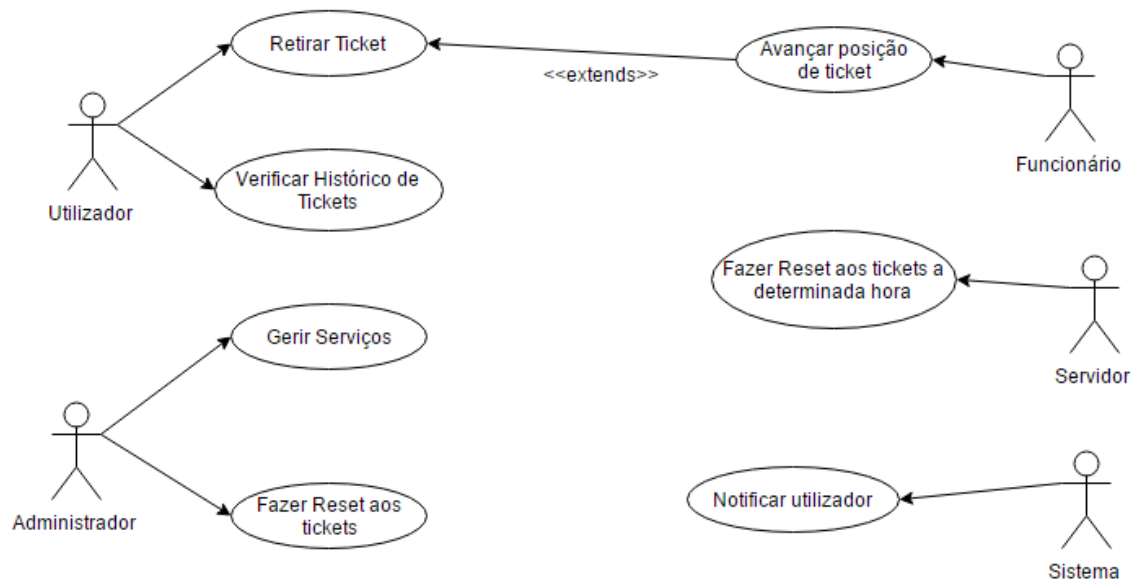 Retirar Ticket
Avançar posição
de ticket
<<extends>>
Funcionário
Verificar Histórico de
Tickets
Utilizador
Fazer Reset aos tickets a
determinada hora
Gerir Serviços
Servidor
Fazer Reset aos
tickets
Notificar utilizador
Administrador
Sistema